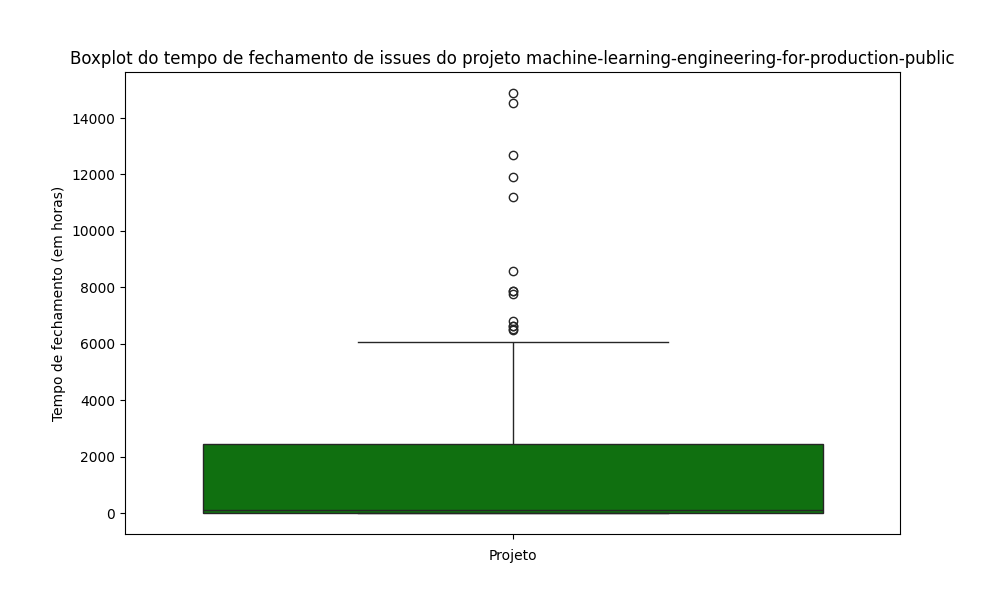 Boxplot do tempo de fechamento de issues do projeto machine-learning-engineering-for-production-public
14000
12000
10000
8000
6000
4000
2000
0
Tempo de fechamento (em horas)
Projeto